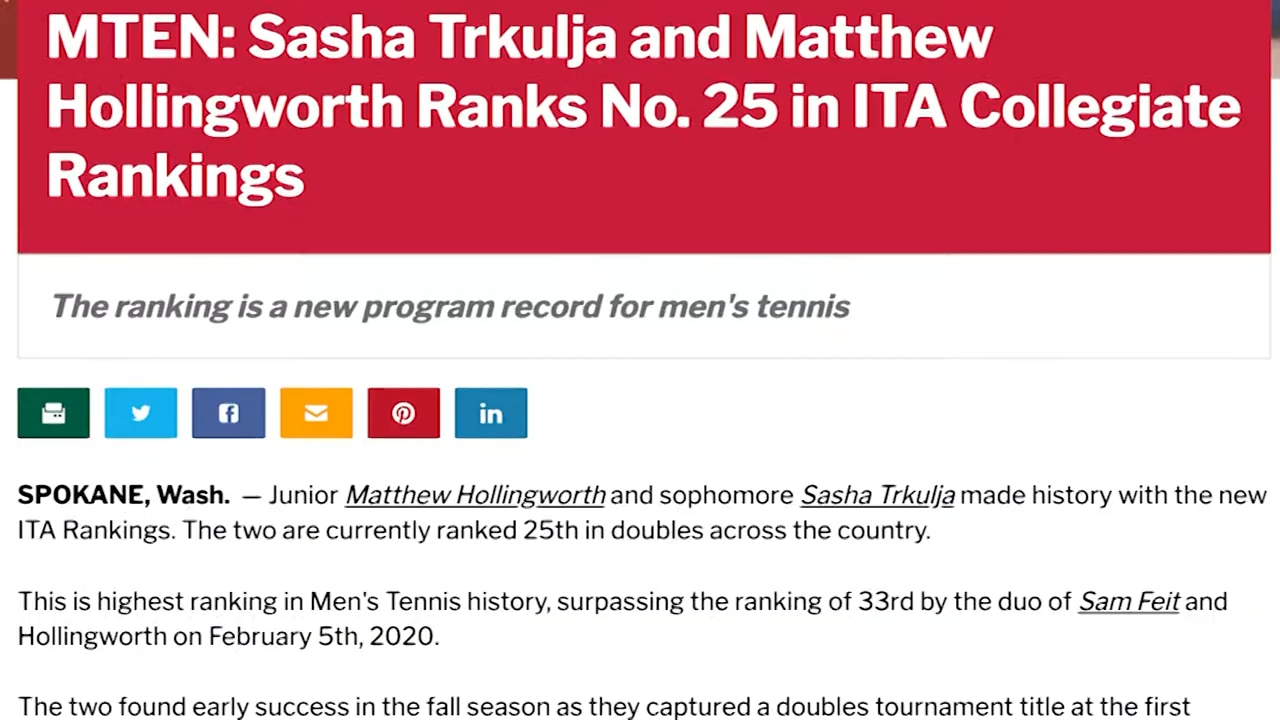 MTEN: Sasha Trkulja and Matthew
Hollingworth Ranks No. 25 in ITA Collegiate
Rankings
The ranking is a new program record for men's tennis
in
SPOKANE, Wash. — Junior Matthew Hollingworth and sophomore Sasha Trkulja made history with the new
ITA Rankings. The two are currently ranked 25th in doubles across the country.
This is highest ranking in Men's Tennis history, surpassing the ranking of 33rd by the duo of Sam Feit and
Hollingworth on February 5th, 2020.
The two found early success in the fall season as they captured a doubles tournament title at the first